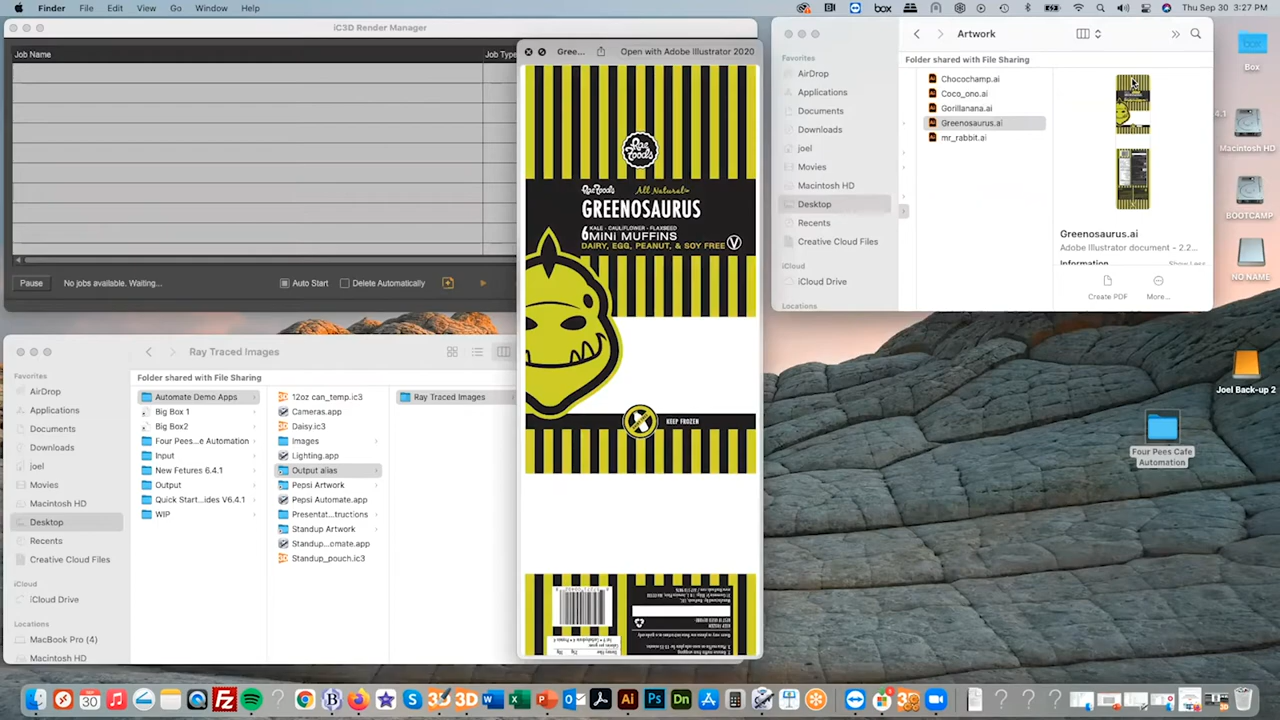 Finder File Edit View Go Window Help
box Thu Sep 30 3:27 PM
iC3D Render Manager
Job Name Job Type
Pause No jobs available. Waiting... Auto Start Delete Automatically
Gree... Open with Adobe Illustrator 2020
Rae Foods
Rae Foods All Natural
GREENOSAURUS
KALE · CAULIFLOWER · FLAXSEED
6 MINI MUFFINS
DAIRY, EGG, PEANUT, & SOY FREE V
KEEP FROZEN
Artwork
Folder shared with File Sharing
Favorites
AirDrop
Applications
Documents
Downloads
joel
Movies
Macintosh HD
Desktop
Recents
Creative Cloud Files
iCloud
iCloud Drive
Locations
Chocochamp.ai
Coco_ono.ai
Gorillanana.ai
Greenosaurus.ai
mr_rabbit.ai
Greenosaurus.ai
Adobe Illustrator document - 2.2...
Information Show Less
Create PDF More...
Box
4.1
Macintosh HD
BOOTCAMP
NO NAME
Joel Back-up 2
Four Pees Cafe
Automation
Ray Traced Images
Folder shared with File Sharing
Favorites
AirDrop
Applications
Documents
Downloads
joel
Movies
Macintosh HD
Desktop
Recents
Creative Cloud Files
iCloud
iCloud Drive
Locations
MacBook Pro (4)
Macintosh HD
Automate Demo Apps
Big Box 1
Big Box2
Four Pees...e Automation
Input
New Fetures 6.4.1
Output
Quick Start...ides V6.4.1
WIP
12oz can_temp.ic3
Cameras.app
Daisy.ic3
Images
Lighting.app
Output alias
Pepsi Artwork
Pepsi Automate.app
Presentat...tructions
Standup Artwork
Standup...omate.app
Standup_pouch.ic3
Ray Traced Images